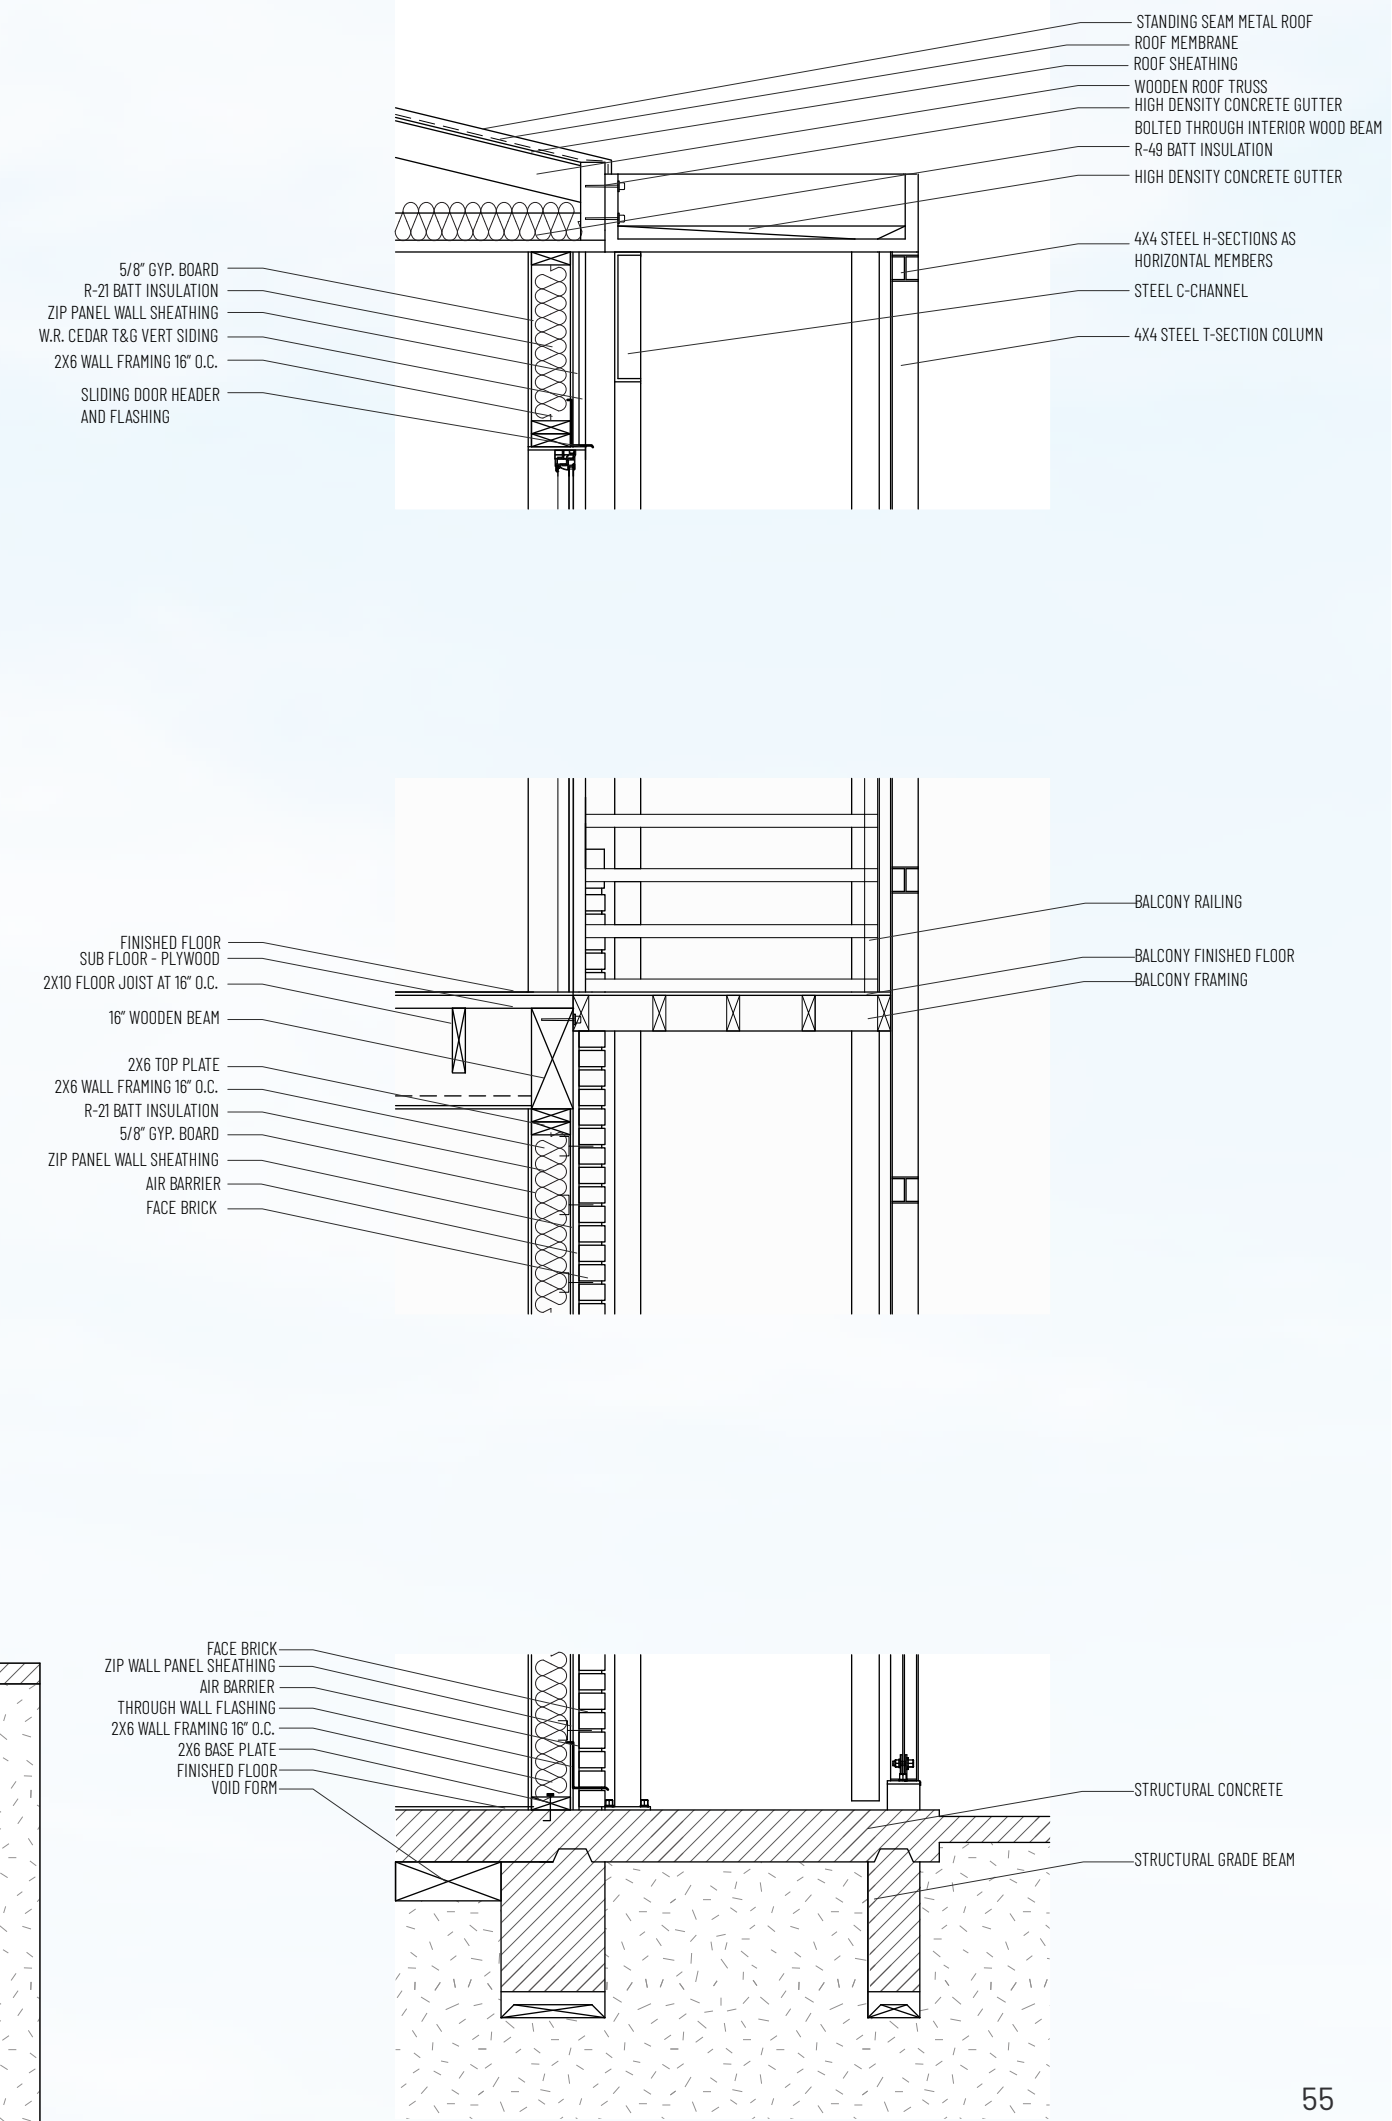 STANDING SEAM METAL ROOF
ROOF MEMBRANE
ROOF SHEATHING
WOODEN ROOF TRUSS
HIGH DENSITY CONCRETE GUTTER
BOLTED THROUGH INTERIOR WOOD BEAM
R-49 BATT INSULATION
HIGH DENSITY CONCRETE GUTTER
4X4 STEEL H-SECTIONS AS
HORIZONTAL MEMBERS
STEEL C-CHANNEL
4X4 STEEL T-SECTION COLUMN
5/8" GYP. BOARD
R-21 BATT INSULATION
ZIP PANEL WALL SHEATHING
W.R. CEDAR T&G VERT SIDING
2X6 WALL FRAMING 16" O.C.
SLIDING DOOR HEADER
AND FLASHING
BALCONY RAILING
BALCONY FINISHED FLOOR
BALCONY FRAMING
FINISHED FLOOR
SUB FLOOR - PLYWOOD
2X10 FLOOR JOIST AT 16" O.C.
16" WOODEN BEAM
2X6 TOP PLATE
2X6 WALL FRAMING 16" O.C.
R-21 BATT INSULATION
5/8" GYP. BOARD
ZIP PANEL WALL SHEATHING
AIR BARRIER
FACE BRICK
FACE BRICK
ZIP WALL PANEL SHEATHING
AIR BARRIER
THROUGH WALL FLASHING
2X6 WALL FRAMING 16" O.C.
2X6 BASE PLATE
FINISHED FLOOR
VOID FORM
STRUCTURAL CONCRETE
STRUCTURAL GRADE BEAM
55